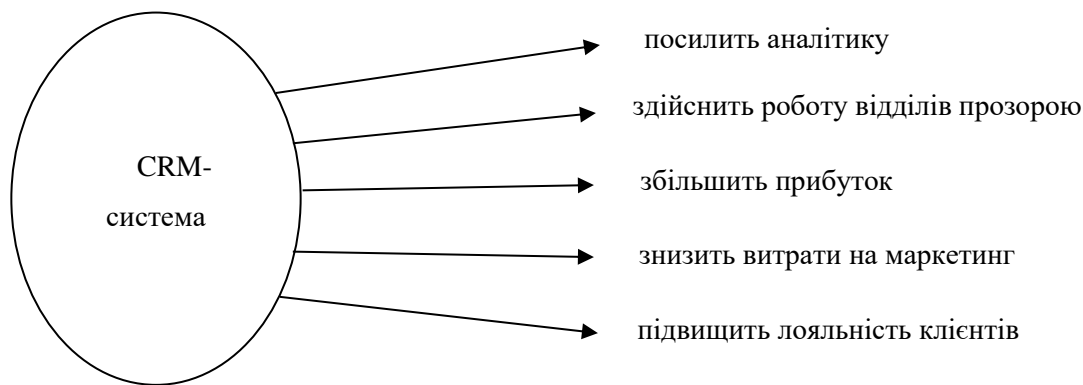 посилить аналітику
здійснить роботу відділів прозорою
CRM-
система
збільшить прибуток
знизить витрати на маркетинг
підвищить лояльність клієнтів